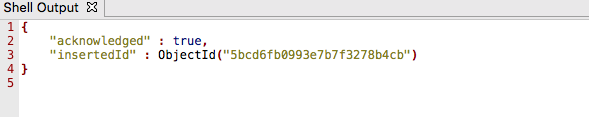 Shell Output
1 {
2 "acknowledged" : true,
3 "insertedId" : ObjectId("5bcd6fb0993e7b7f3278b4cb")
4 }
5